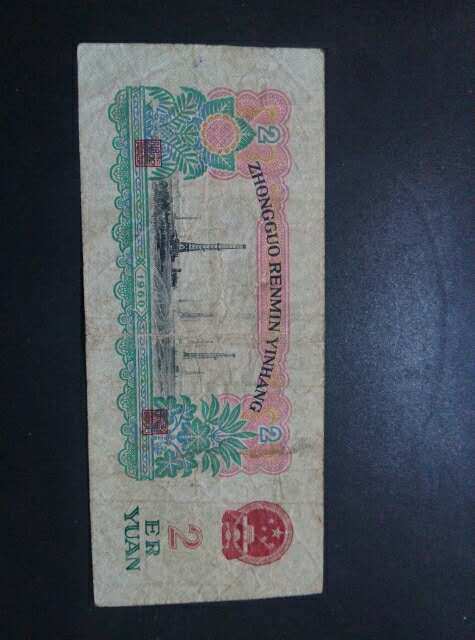 ZHONGGUO RENMIN YINHANG
2
2
1960
2
ER
YUAN